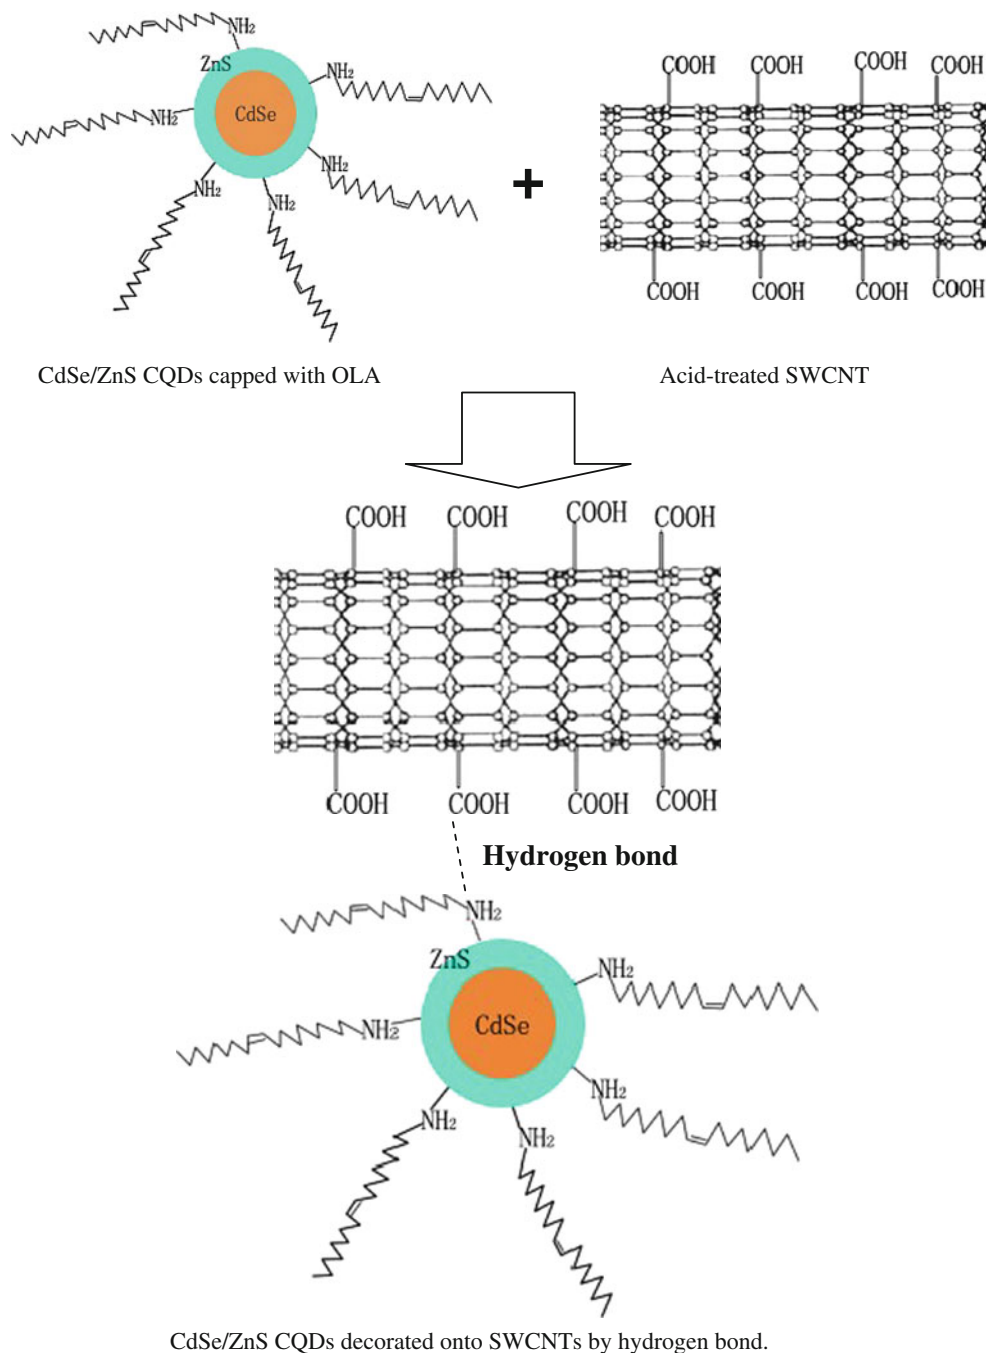 NH2
ZnS
NH2
COOH COOH COOH COOH
CdSe
NH2
NH2
NH2
NH2
+
COOH COOH COOH COOH
CdSe/ZnS CQDs capped with OLA
Acid-treated SWCNT
COOH COOH COOH COOH
COOH COOH COOH COOH
Hydrogen bond
NH2
ZnS
NH2
CdSe
NH2
NH2
NH2
NH2
CdSe/ZnS CQDs decorated onto SWCNTs by hydrogen bond.